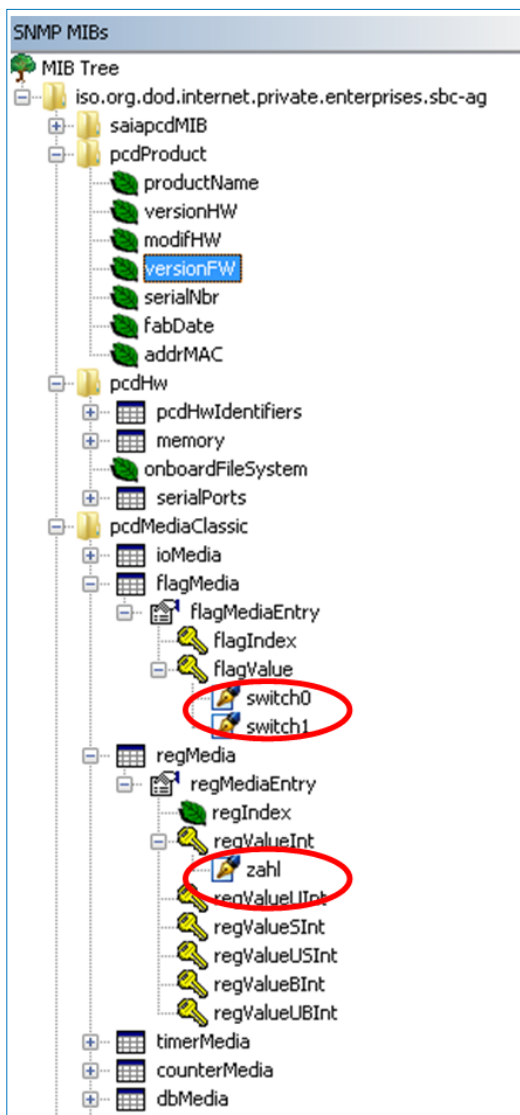 SNMP MIBs
MIB Tree
iso.org.dod.internet.private.enterprises.sbc-ag
saiapcdMIB
pcdProduct
productName
versionHW
modifHW
versionFW
serialNbr
fabDate
addrMAC
pcdHw
pcdHwIdentifiers
memory
onboardFileSystem
serialPorts
pcdMediaClassic
ioMedia
flagMedia
flagMediaEntry
flagIndex
flagValue
switch0
switch1
regMedia
regMediaEntry
regIndex
regValueInt
zahl
regValueUInt
regValueSInt
regValueUSInt
regValueBInt
regValueUBInt
timerMedia
counterMedia
dbMedia